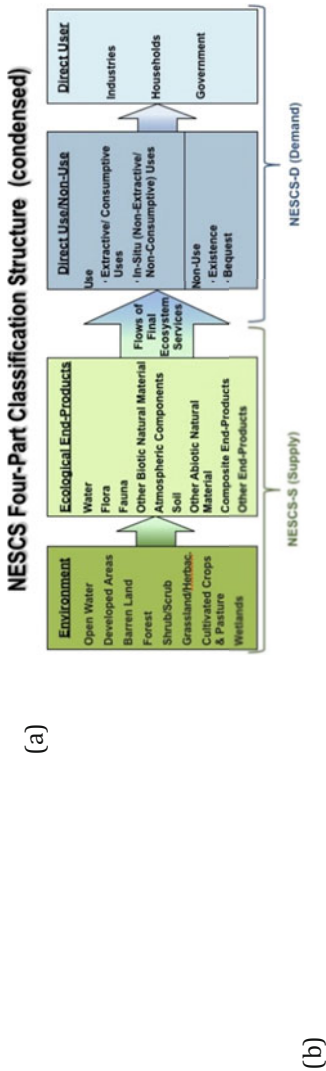 (a)
NESCS Four-Part Classification Structure (condensed)
Environment
Open Water
Developed Areas
Barren Land
Forest
Shrub/Scrub
Grassland/Herbac.
Cultivated Crops
& Pasture
Wetlands
Ecological End-Products
Water
Flora
Fauna
Other Biotic Natural Material
Atmospheric Components
Soil
Other Abiotic Natural
Material
Composite End-Products
Other End-Products
Flows of
Final
Ecosystem
Services
Direct Use/Non-Use
Use
· Extractive/ Consumptive
Uses
· In-Situ (Non-Extractive/
Non-Consumptive) Uses
Non-Use
· Existence
· Bequest
Direct User
Industries
Households
Government
NESCS-S (Supply)
NESCS-D (Demand)
(b)